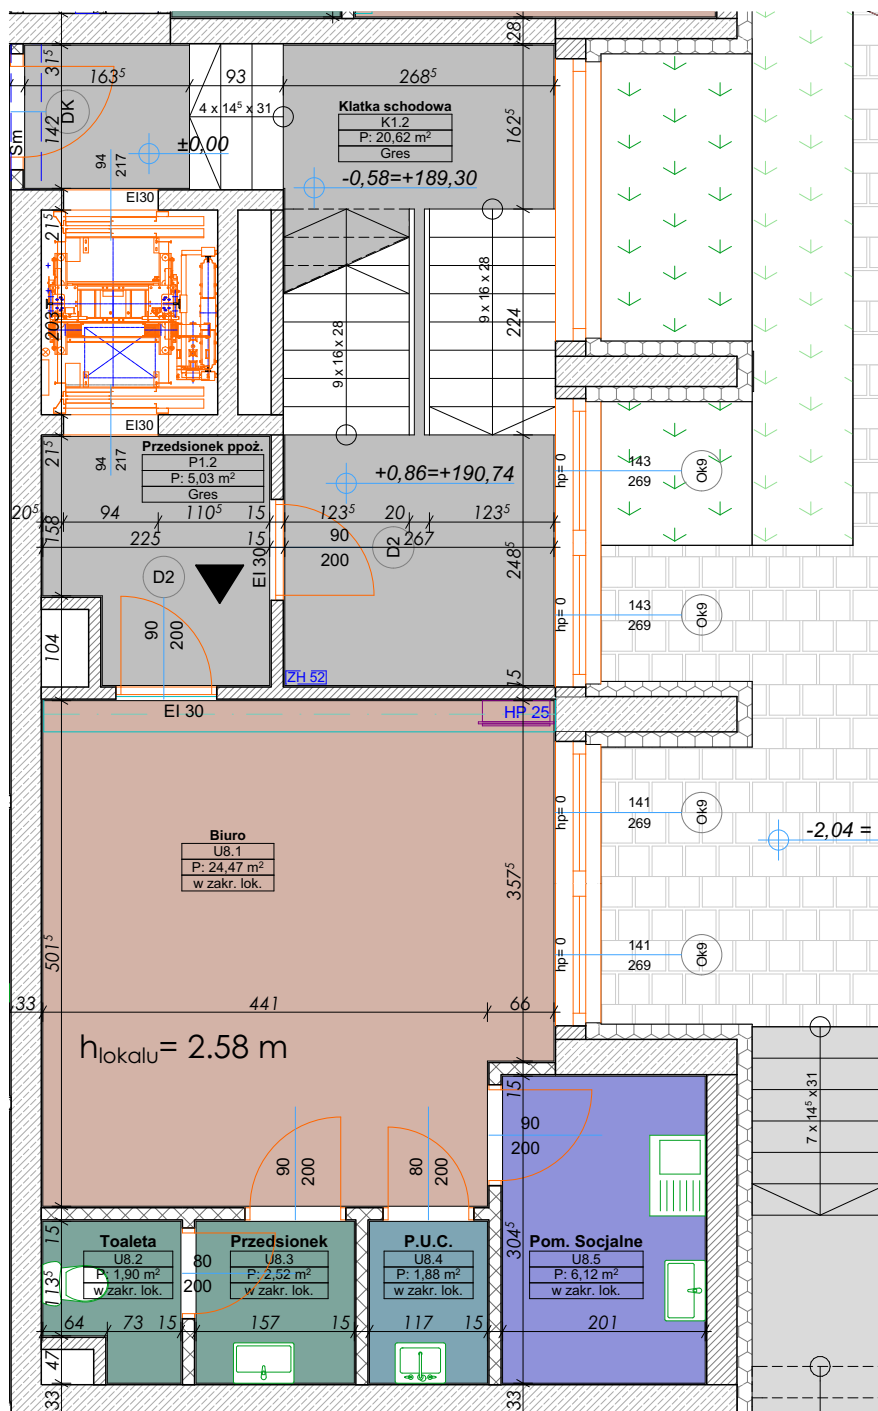 28
31⁵
163⁵
93
268⁵
4 x 14⁵ x 31
DK
142
Sm
±0,00
94
217
Klatka schodowa
K1.2
P: 20,62 m²
Gres
162⁵
-0,58=+189,30
EI30
21⁵
203
9 x 16 x 28
9 x 16 x 28
224
EI30
21⁵
94
217
Przedsionek ppoż.
P1.2
P: 5,03 m²
Gres
+0,86=+190,74
hp= 0
143
269
Ok9
20⁵
94
110⁵
15
123⁵
20
123⁵
158
225
15
90
200
D2
267
248⁵
EI 30
D2
90
200
hp= 0
143
269
Ok9
104
ZH 52
15
EI 30
HP 25
hp= 0
141
269
Ok9
-2,04 =
Biuro
U8.1
P: 24,47 m²
w zakr. lok.
357⁵
501⁵
hp= 0
141
269
Ok9
33
441
66
hlokalu= 2.58 m
15
7 x 14⁵ x 31
90
200
90
200
80
200
15
Toaleta
U8.2
P: 1,90 m²
w zakr. lok.
80
200
Przedsionek
U8.3
P: 2,52 m²
w zakr. lok.
P.U.C.
U8.4
P: 1,88 m²
w zakr. lok.
Pom. Socjalne
U8.5
P: 6,12 m²
w zakr. lok.
304⁵
113⁵
64
73
15
157
15
117
15
201
47
33
33